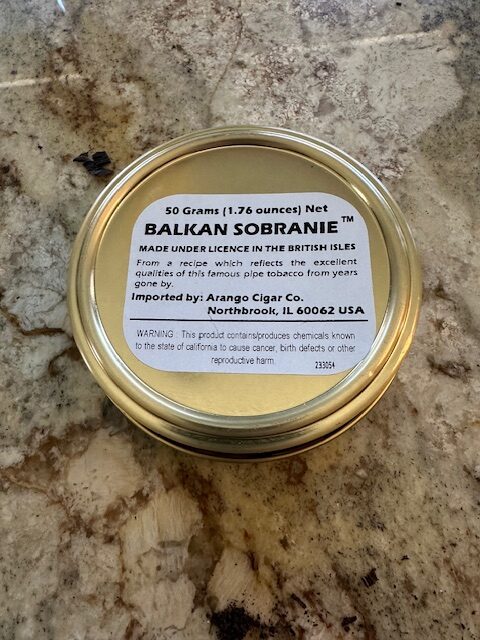 50 Grams (1.76 ounces) Net
BALKAN SOBRANIE™
MADE UNDER LICENCE IN THE BRITISH ISLES
From a recipe which reflects the excellent
qualities of this famous pipe tobacco from years
gone by.
Imported by: Arango Cigar Co.
Northbrook, IL 60062 USA
WARNING : This product contains/produces chemicals known
to the state of california to cause cancer, birth defects or other
reproductive harm.
233054